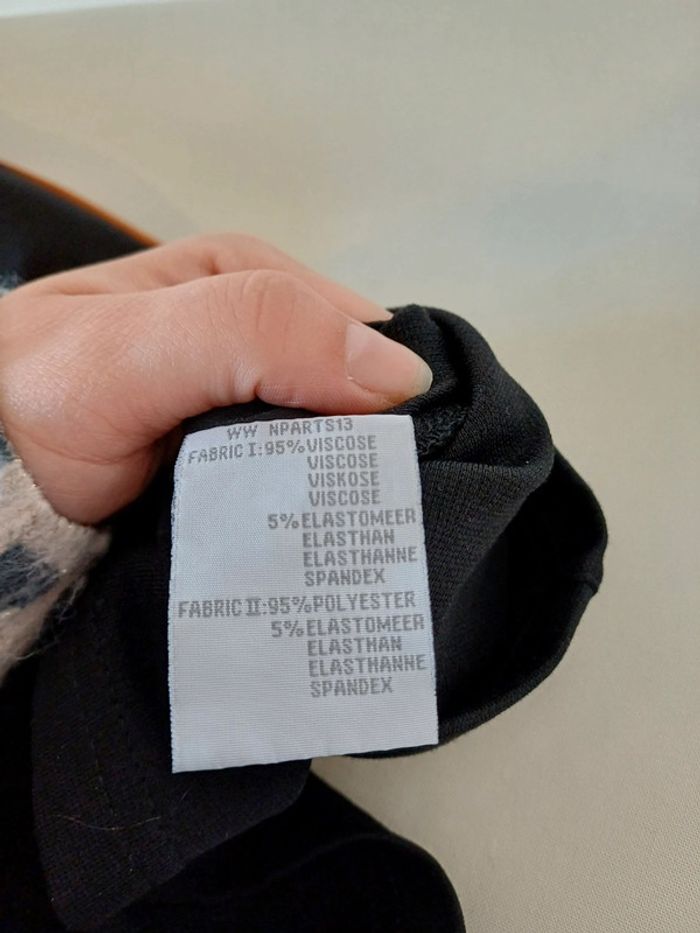 WW NPARTS13
FABRIC I:95%VISCOSE
VISCOSE
VISKOSE
VISCOSE
5%ELASTOMEER
ELASTHAN
ELASTHANNE
SPANDEX
FABRIC II:95%POLYESTER
5%ELASTOMEER
ELASTHAN
ELASTHANNE
SPANDEX